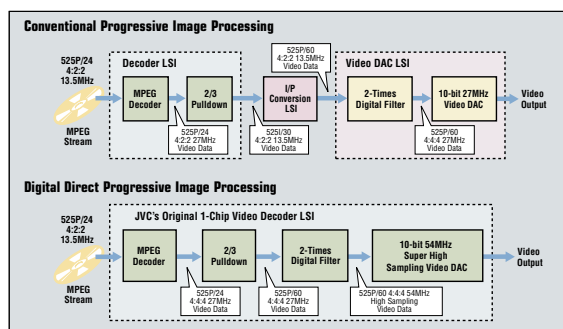 Conventional Progressive Image Processing
525P/24
4:2:2
13.5MHz
MPEG
Stream
Decoder LSI
MPEG
Decoder
2/3
Pulldown
525P/24
4:2:2 27MHz
Video Data
525I/30
4:2:2 13.5MHz
Video Data
I/P
Conversion
LSI
525P/60
4:2:2 13.5MHz
Video Data
Video DAC LSI
2-Times
Digital Filter
525P/60
4:4:4 27MHz
Video Data
10-bit 27MHz
Video DAC
Video
Output
Digital Direct Progressive Image Processing
525P/24
4:2:2
13.5MHz
MPEG
Stream
JVC's Original 1-Chip Video Decoder LSI
MPEG
Decoder
2/3
Pulldown
2-Times
Digital Filter
10-bit 54MHz
Super High
Sampling Video DAC
525P/24
4:4:4 27MHz
Video Data
525P/60
4:4:4 27MHz
Video Data
525P/60 4:4:4 54MHz
High Sampling
Video Data
Video
Output